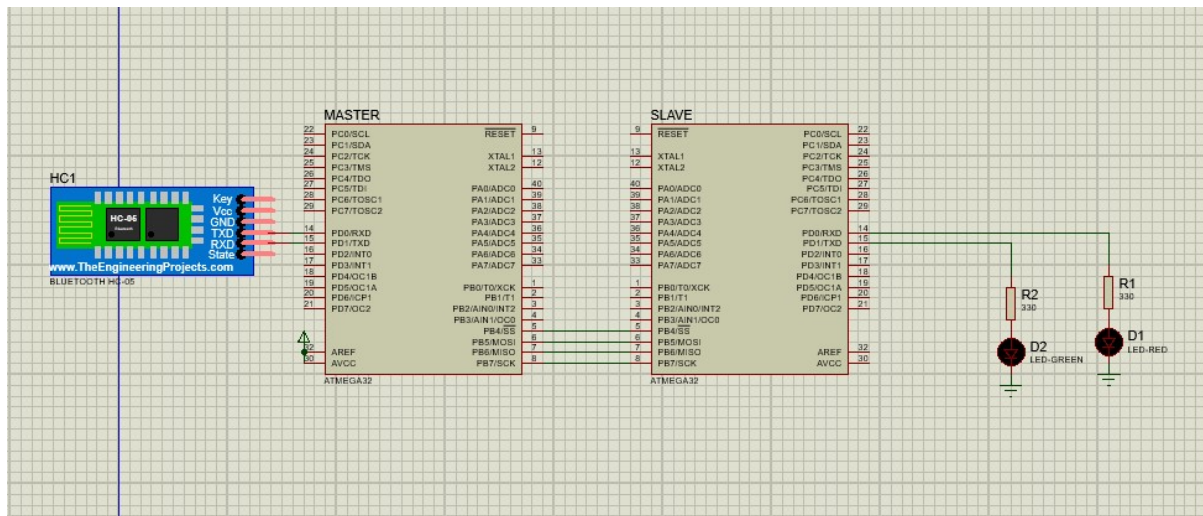 HC1
HC-05
Key
Vcc
GND
TXD
RXD
State
www.TheEngineeringProjects.com
BLUETOOTH HC-05
MASTER
22 PC0/SCL
23 PC1/SDA
24 PC2/TCK
25 PC3/TMS
26 PC4/TDO
27 PC5/TDI
28 PC6/TOSC1
29 PC7/TOSC2
14 PD0/RXD
15 PD1/TXD
16 PD2/INT0
17 PD3/INT1
18 PD4/OC1B
19 PD5/OC1A
20 PD6/ICP1
21 PD7/OC2
32 AREF
30 AVCC
RESET 9
XTAL1 13
XTAL2 12
PA0/ADC0 40
PA1/ADC1 39
PA2/ADC2 38
PA3/ADC3 37
PA4/ADC4 36
PA5/ADC5 35
PA6/ADC6 34
PA7/ADC7 33
PB0/T0/XCK 1
PB1/T1 2
PB2/AIN0/INT2 3
PB3/AIN1/OC0 4
PB4/SS 5
PB5/MOSI 6
PB6/MISO 7
PB7/SCK 8
ATMEGA32
SLAVE
9 RESET
13 XTAL1
12 XTAL2
40 PA0/ADC0
39 PA1/ADC1
38 PA2/ADC2
37 PA3/ADC3
36 PA4/ADC4
35 PA5/ADC5
34 PA6/ADC6
33 PA7/ADC7
1 PB0/T0/XCK
2 PB1/T1
3 PB2/AIN0/INT2
4 PB3/AIN1/OC0
5 PB4/SS
6 PB5/MOSI
7 PB6/MISO
8 PB7/SCK
PC0/SCL 22
PC1/SDA 23
PC2/TCK 24
PC3/TMS 25
PC4/TDO 26
PC5/TDI 27
PC6/TOSC1 28
PC7/TOSC2 29
PD0/RXD 14
PD1/TXD 15
PD2/INT0 16
PD3/INT1 17
PD4/OC1B 18
PD5/OC1A 19
PD6/ICP1 20
PD7/OC2 21
AREF 32
AVCC 30
ATMEGA32
R2
330
D2
LED-GREEN
R1
330
D1
LED-RED